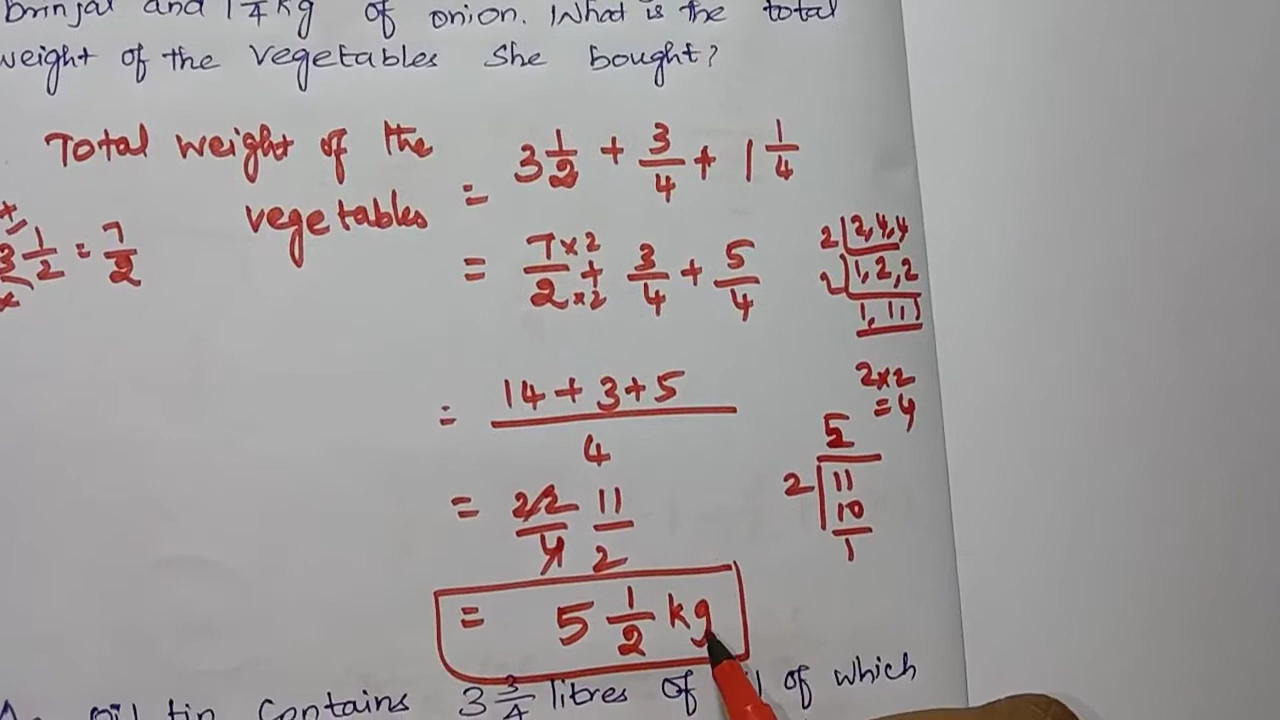 brinjal and 1 1/4 kg of onion. What is the total
weight of the vegetables she bought?
Total weight of the vegetables = 3 1/2 + 3/4 + 1 1/4
3 1/2 = 7/2
= 7×2/2×2 + 3/4 + 5/4
2 | 2,4,4
2 | 1,2,2
1,1,1
2×2
= 4
= 14+3+5 / 4
= 22/4 11/2
5
2 | 11
10
1
= 5 1/2 kg
oil tin contains 3 3/4 litres of oil of which